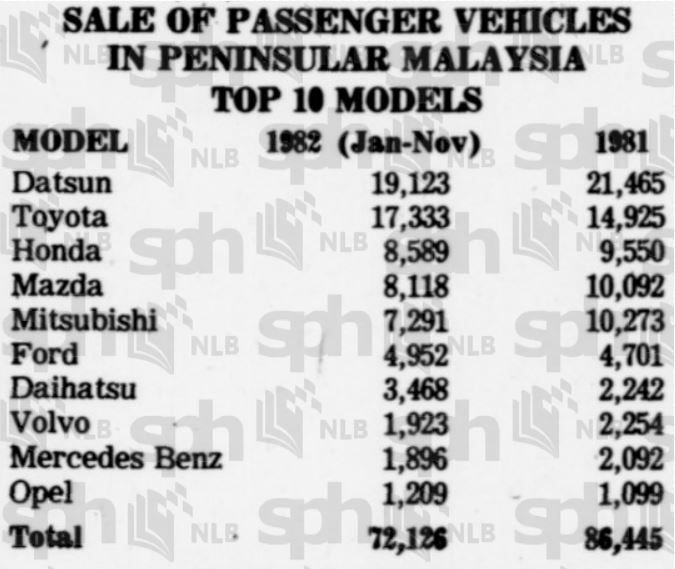 SALE OF PASSENGER VEHICLES
IN PENINSULAR MALAYSIA
TOP 10 MODELS
MODEL 1982 (Jan-Nov) 1981
Datsun 19,123 21,465
Toyota 17,333 14,925
Honda 8,589 9,550
Mazda 8,118 10,092
Mitsubishi 7,291 10,273
Ford 4,952 4,701
Daihatsu 3,468 2,242
Volvo 1,923 2,254
Mercedes Benz 1,896 2,092
Opel 1,209 1,099
Total 72,126 86,445